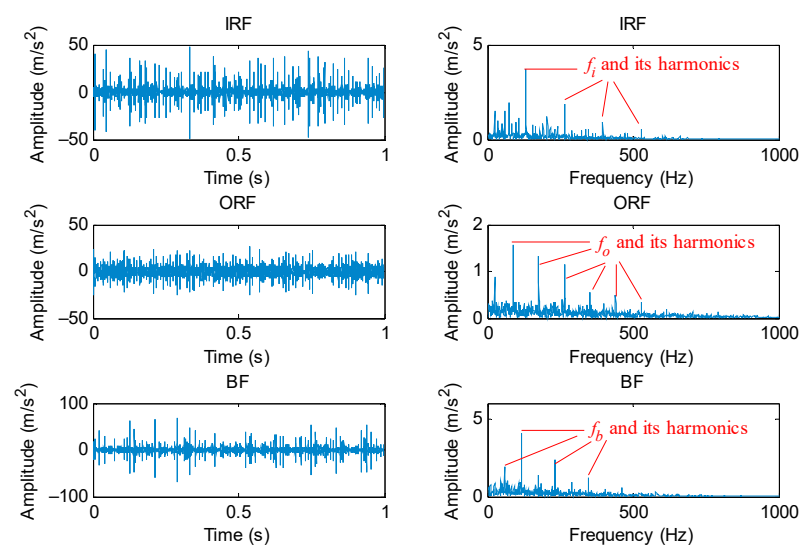 IRF
Amplitude (m/s²)
50
0
–50
0
0.5
1
Time (s)
IRF
Amplitude (m/s²)
5
0
0
500
1000
Frequency (Hz)
fᵢ and its harmonics
ORF
Amplitude (m/s²)
50
0
–50
0
0.5
1
Time (s)
ORF
Amplitude (m/s²)
2
1
0
0
500
1000
Frequency (Hz)
fₒ and its harmonics
BF
Amplitude (m/s²)
100
0
–100
0
0.5
1
Time (s)
BF
Amplitude (m/s²)
5
0
0
500
1000
Frequency (Hz)
f_b and its harmonics